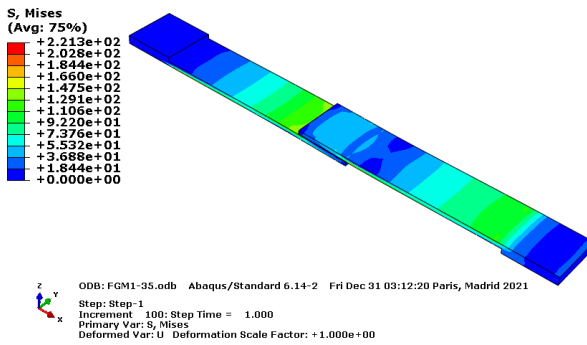 S, Mises
(Avg: 75%)
+2.213e+02
+2.028e+02
+1.844e+02
+1.660e+02
+1.475e+02
+1.291e+02
+1.106e+02
+9.220e+01
+7.376e+01
+5.532e+01
+3.688e+01
+1.844e+01
+0.000e+00
Z
Y
X
ODB: FGM1-35.odb Abaqus/Standard 6.14-2 Fri Dec 31 03:12:20 Paris, Madrid 2021
Step: Step-1
Increment 100: Step Time = 1.000
Primary Var: S, Mises
Deformed Var: U Deformation Scale Factor: +1.000e+00